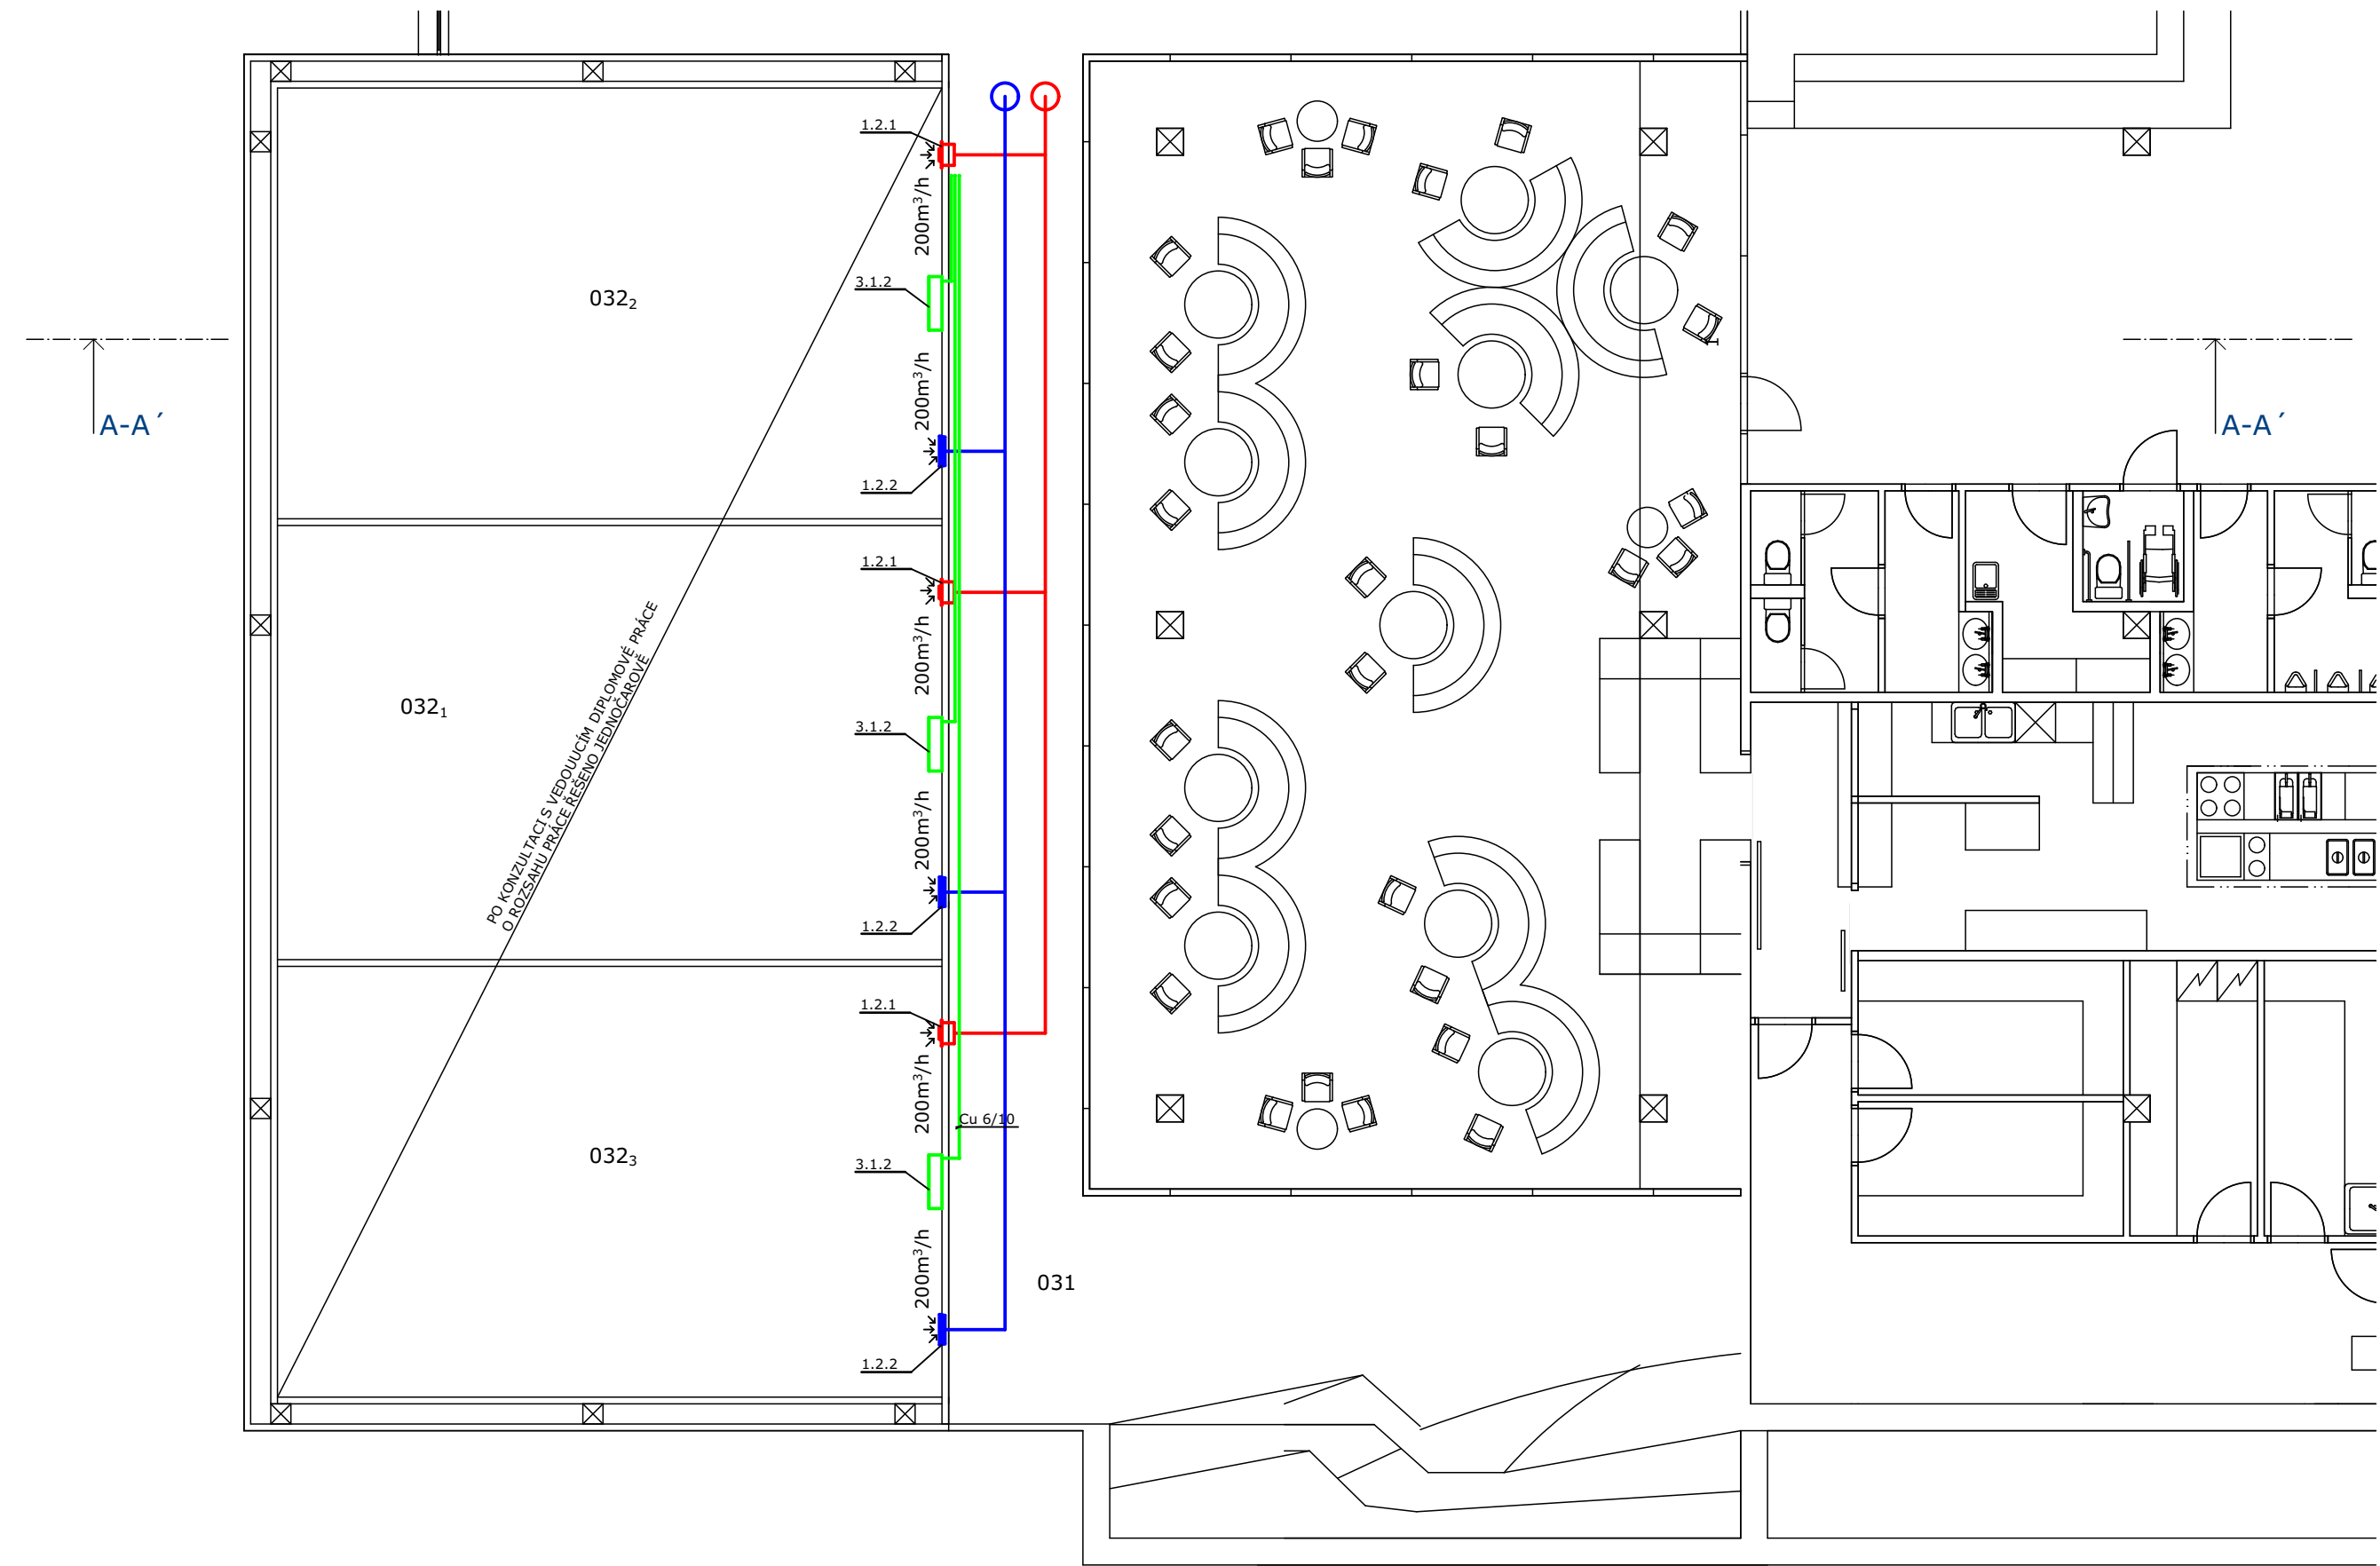 1.2.1
200m³/h
3.1.2
032₂
200m³/h
A-A´
A-A´
1.2.2
1.2.1
PO KONZULTACI S VEDOUUCÍM DIPLOMOVÉ PRÁCE
O ROZSAHU PRÁCE ŘEŠENO JEDNOČAROVĚ
200m³/h
032₁
3.1.2
200m³/h
1.2.2
1.2.1
200m³/h
Cu 6/10
032₃
3.1.2
200m³/h
031
1.2.2